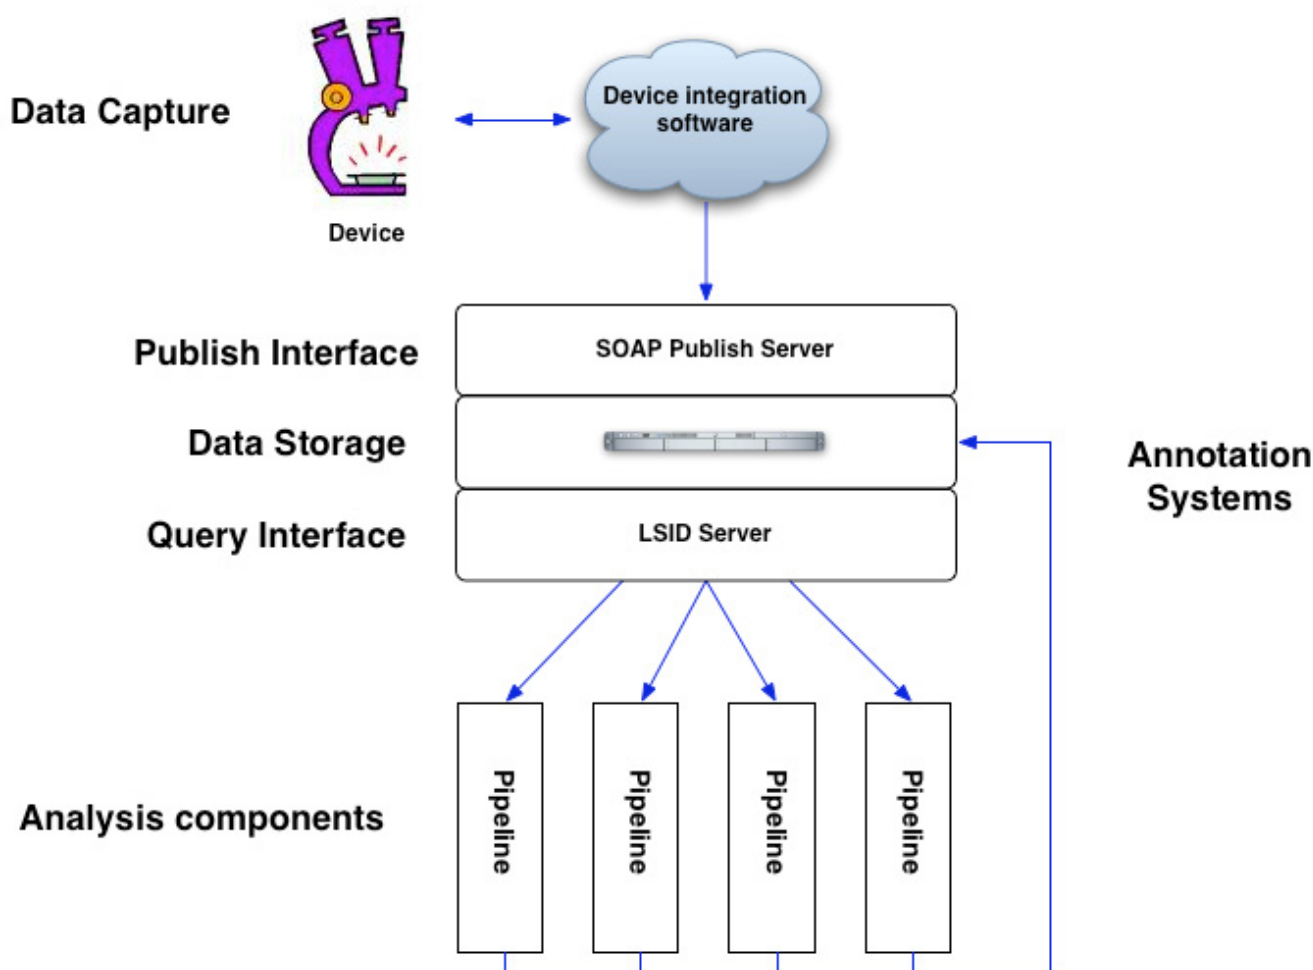 Data Capture
Device integration
software
Device
Publish Interface
SOAP Publish Server
Data Storage
Annotation
Systems
Query Interface
LSID Server
Analysis components
Pipeline
Pipeline
Pipeline
Pipeline